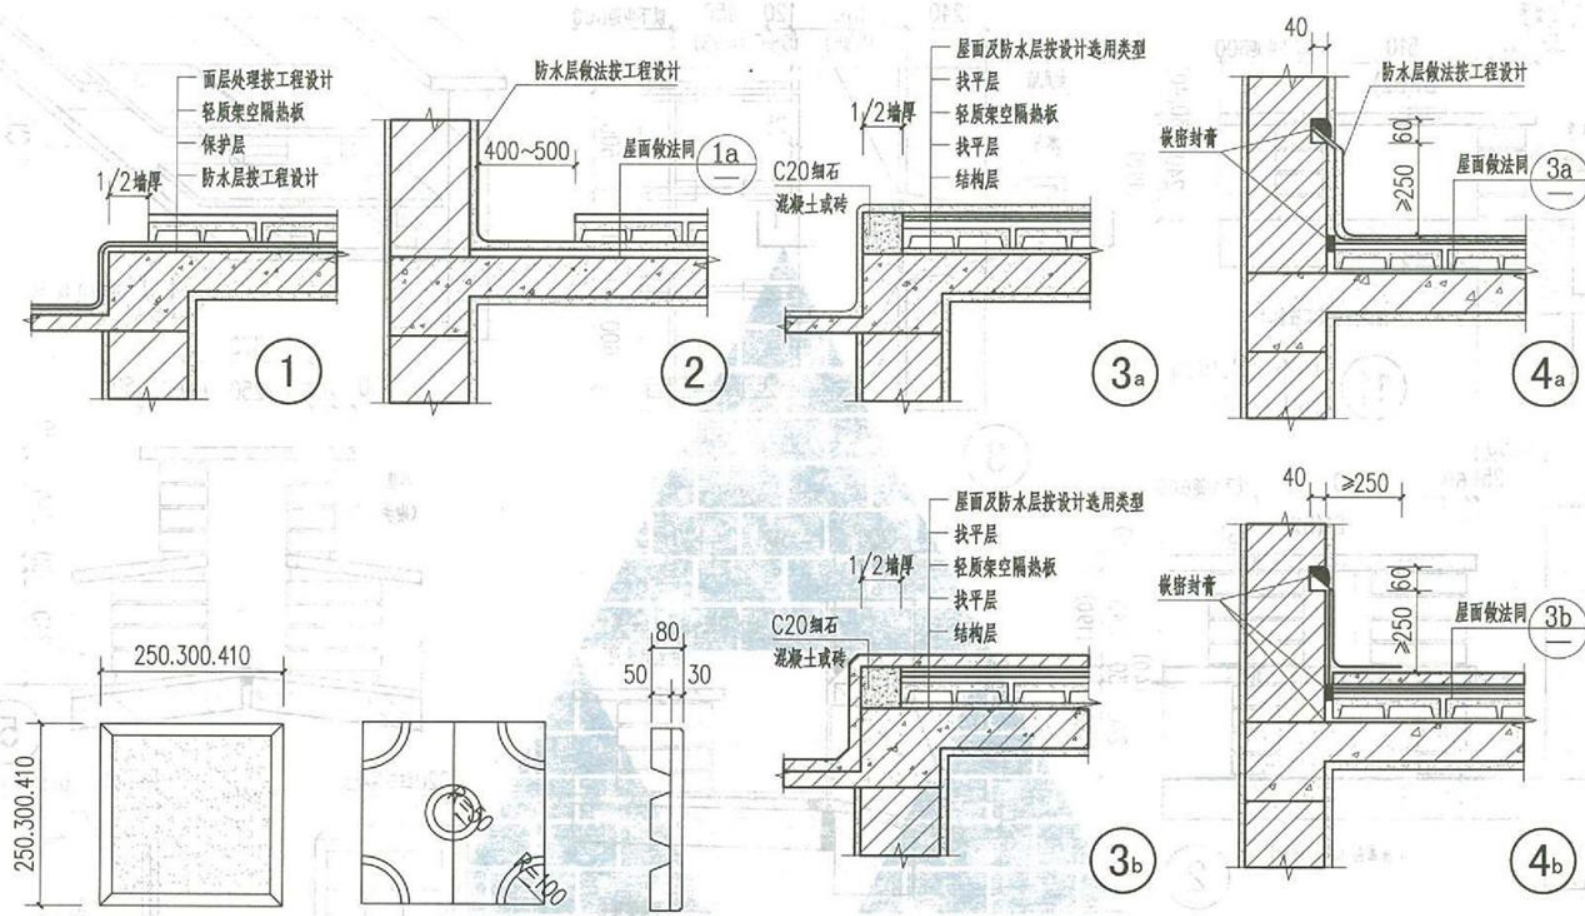 面层处理按工程设计
轻质架空隔热板
保护层
防水层按工程设计
1/2墙厚
1
防水层做法按工程设计
400~500
屋面做法同
1a
2
屋面及防水层按设计选用类型
找平层
轻质架空隔热板
找平层
结构层
1/2墙厚
C20细石
混凝土或砖
3a
40
防水层做法按工程设计
嵌密封膏
60
≥250
屋面做法同
3a
4a
250.300.410
250.300.410
R=50
R=100
80
50
30
屋面及防水层按设计选用类型
找平层
轻质架空隔热板
找平层
结构层
1/2墙厚
C20细石
混凝土或砖
3b
40
≥250
嵌密封膏
60
≥250
屋面做法同
3b
4b